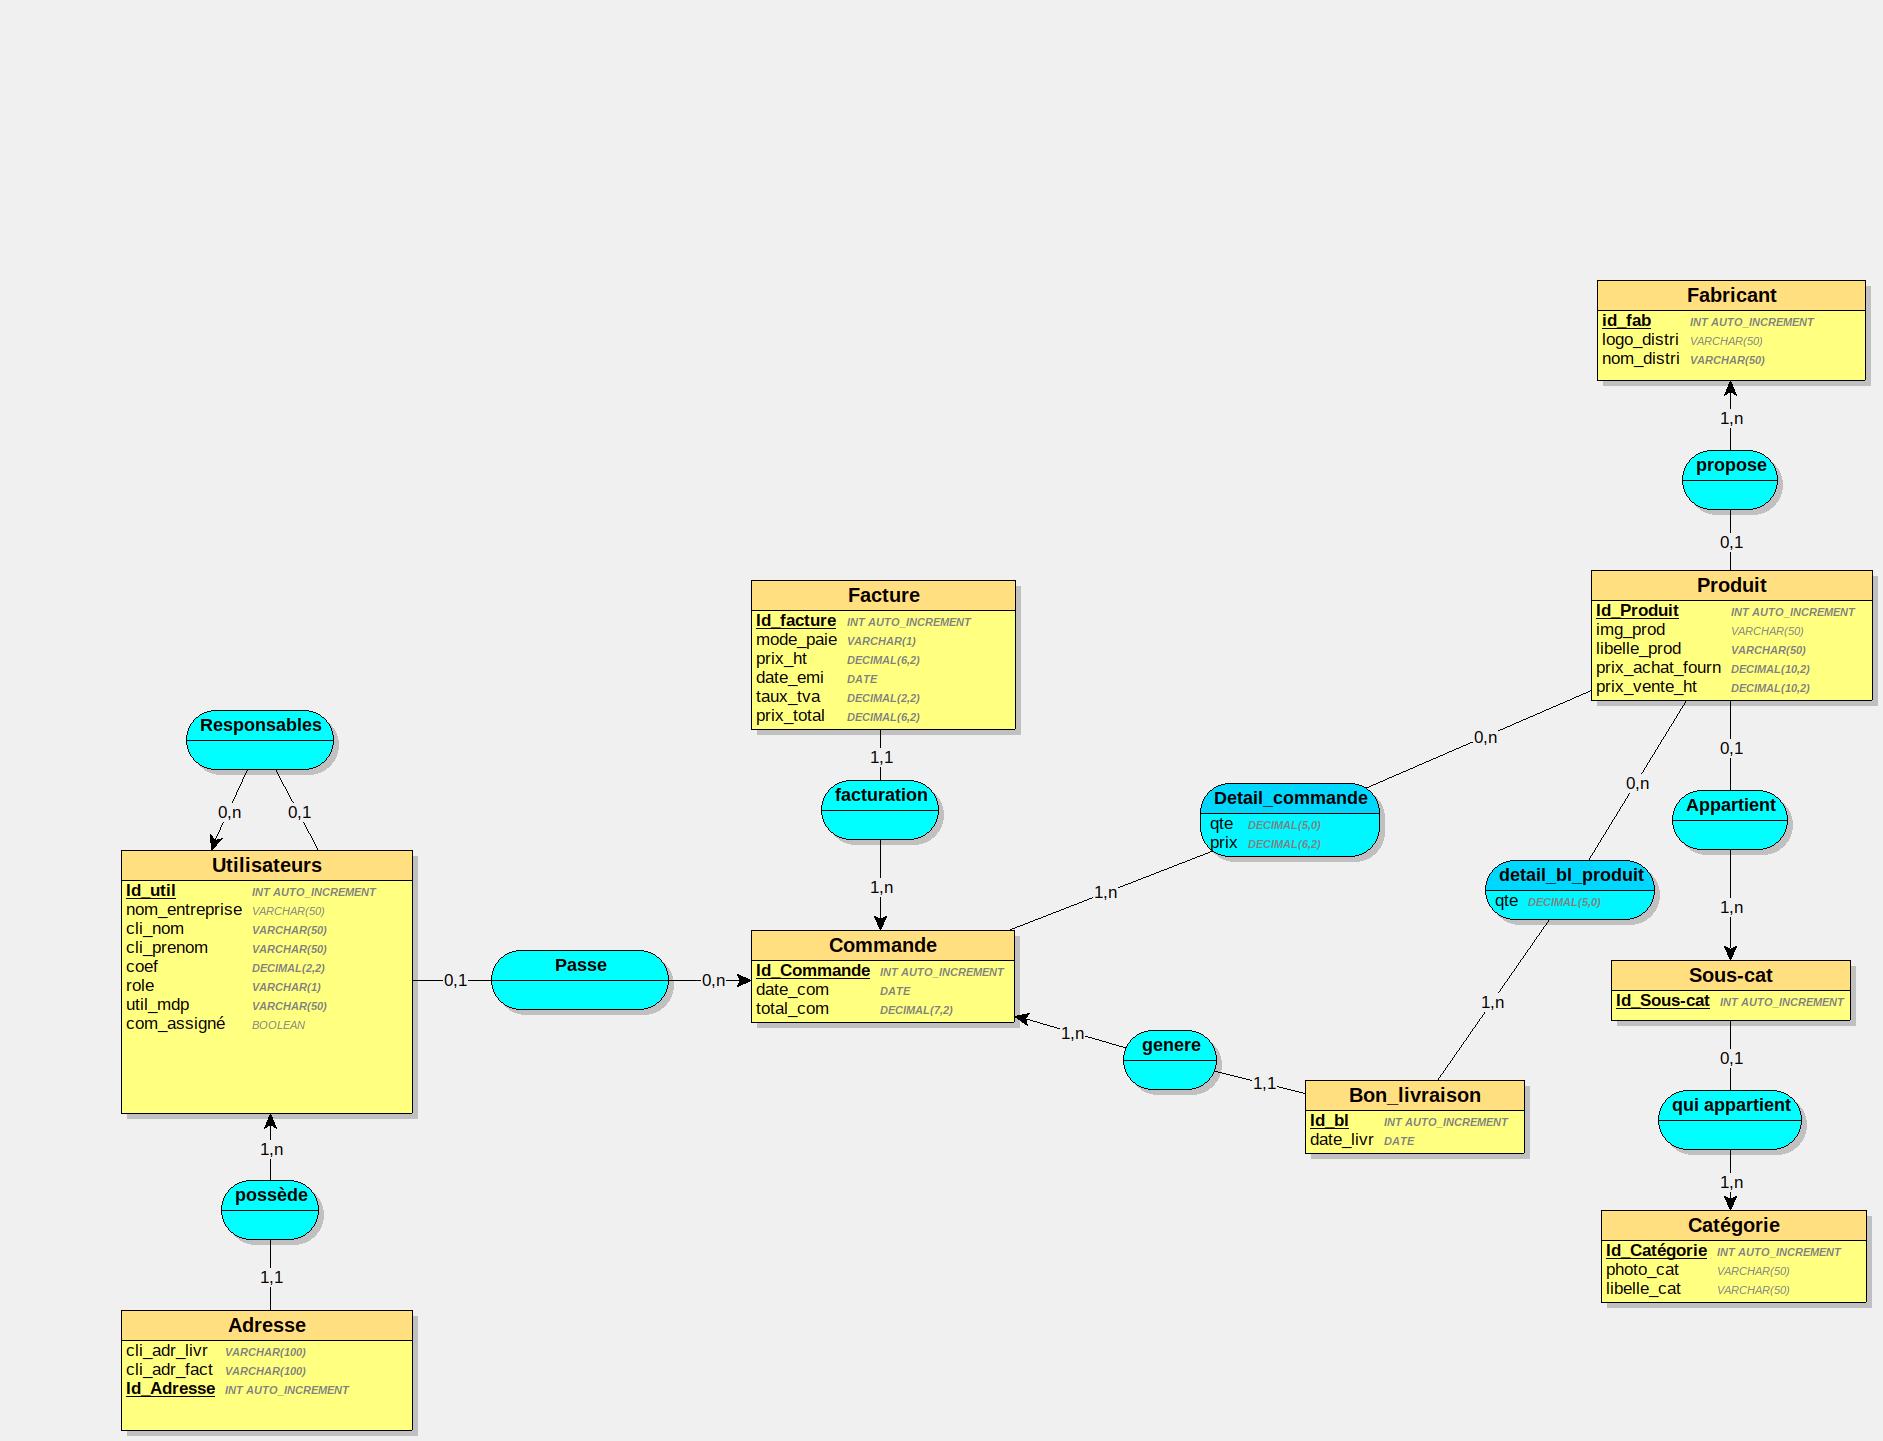 Fabricant
id_fab INT AUTO_INCREMENT
logo_distri VARCHAR(50)
nom_distri VARCHAR(50)
1,n
propose
0,1
Produit
Id_Produit INT AUTO_INCREMENT
img_prod VARCHAR(50)
libelle_prod VARCHAR(50)
prix_achat_fourn DECIMAL(10,2)
prix_vente_ht DECIMAL(10,2)
Facture
Id_facture INT AUTO_INCREMENT
mode_paie VARCHAR(1)
prix_ht DECIMAL(6,2)
date_emi DATE
taux_tva DECIMAL(2,2)
prix_total DECIMAL(6,2)
1,1
facturation
1,n
Responsables
0,n
0,1
Utilisateurs
Id_util INT AUTO_INCREMENT
nom_entreprise VARCHAR(50)
cli_nom VARCHAR(50)
cli_prenom VARCHAR(50)
coef DECIMAL(2,2)
role VARCHAR(1)
util_mdp VARCHAR(50)
com_assigné BOOLEAN
0,1
Passe
0,n
Commande
Id_Commande INT AUTO_INCREMENT
date_com DATE
total_com DECIMAL(7,2)
1,n
Detail_commande
qte DECIMAL(5,0)
prix DECIMAL(6,2)
0,n
0,n
detail_bl_produit
qte DECIMAL(5,0)
1,n
0,1
Appartient
1,n
Sous-cat
Id_Sous-cat INT AUTO_INCREMENT
0,1
qui appartient
1,n
Catégorie
Id_Catégorie INT AUTO_INCREMENT
photo_cat VARCHAR(50)
libelle_cat VARCHAR(50)
1,n
genere
1,1
Bon_livraison
Id_bl INT AUTO_INCREMENT
date_livr DATE
1,n
possède
1,1
Adresse
cli_adr_livr VARCHAR(100)
cli_adr_fact VARCHAR(100)
Id_Adresse INT AUTO_INCREMENT